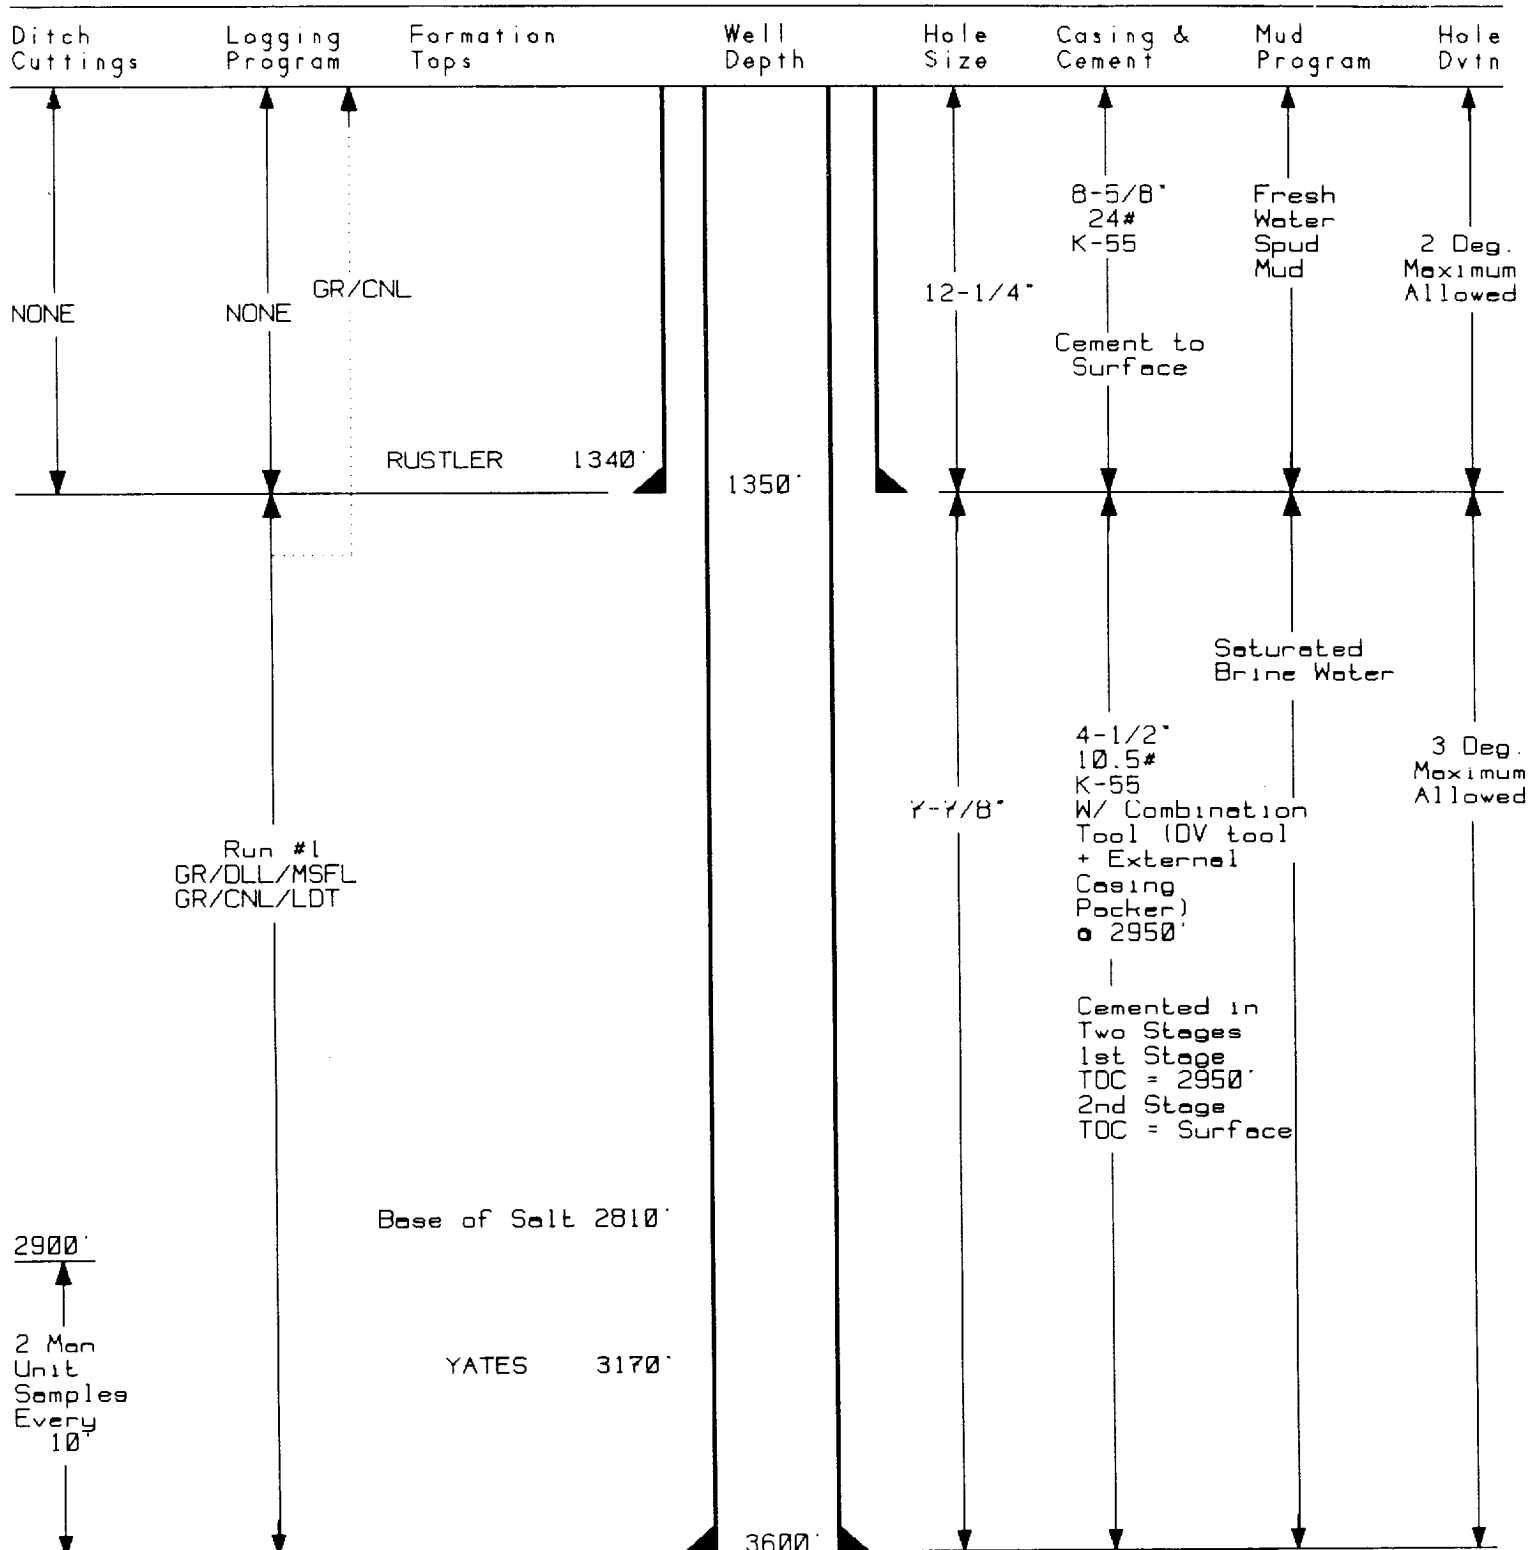 Ditch Cuttings
Logging Program
Formation Tops
Well Depth
Hole Size
Casing & Cement
Mud Program
Hole Dvtn
NONE
NONE
GR/CNL
RUSTLER 1340'
1350'
12-1/4"
8-5/8"
24#
K-55
Cement to
Surface
Fresh
Water
Spud
Mud
2 Deg.
Maximum
Allowed
Run #1
GR/DLL/MSFL
GR/CNL/LDT
7-7/8"
4-1/2"
10.5#
K-55
W/ Combination
Tool (DV tool
+ External
Casing
Packer)
@ 2950'
Cemented in
Two Stages
1st Stage
TOC = 2950'
2nd Stage
TOC = Surface
Saturated
Brine Water
3 Deg.
Maximum
Allowed
Base of Salt 2810'
2900'
2 Man
Unit
Samples
Every
10'
YATES 3170'
3600'